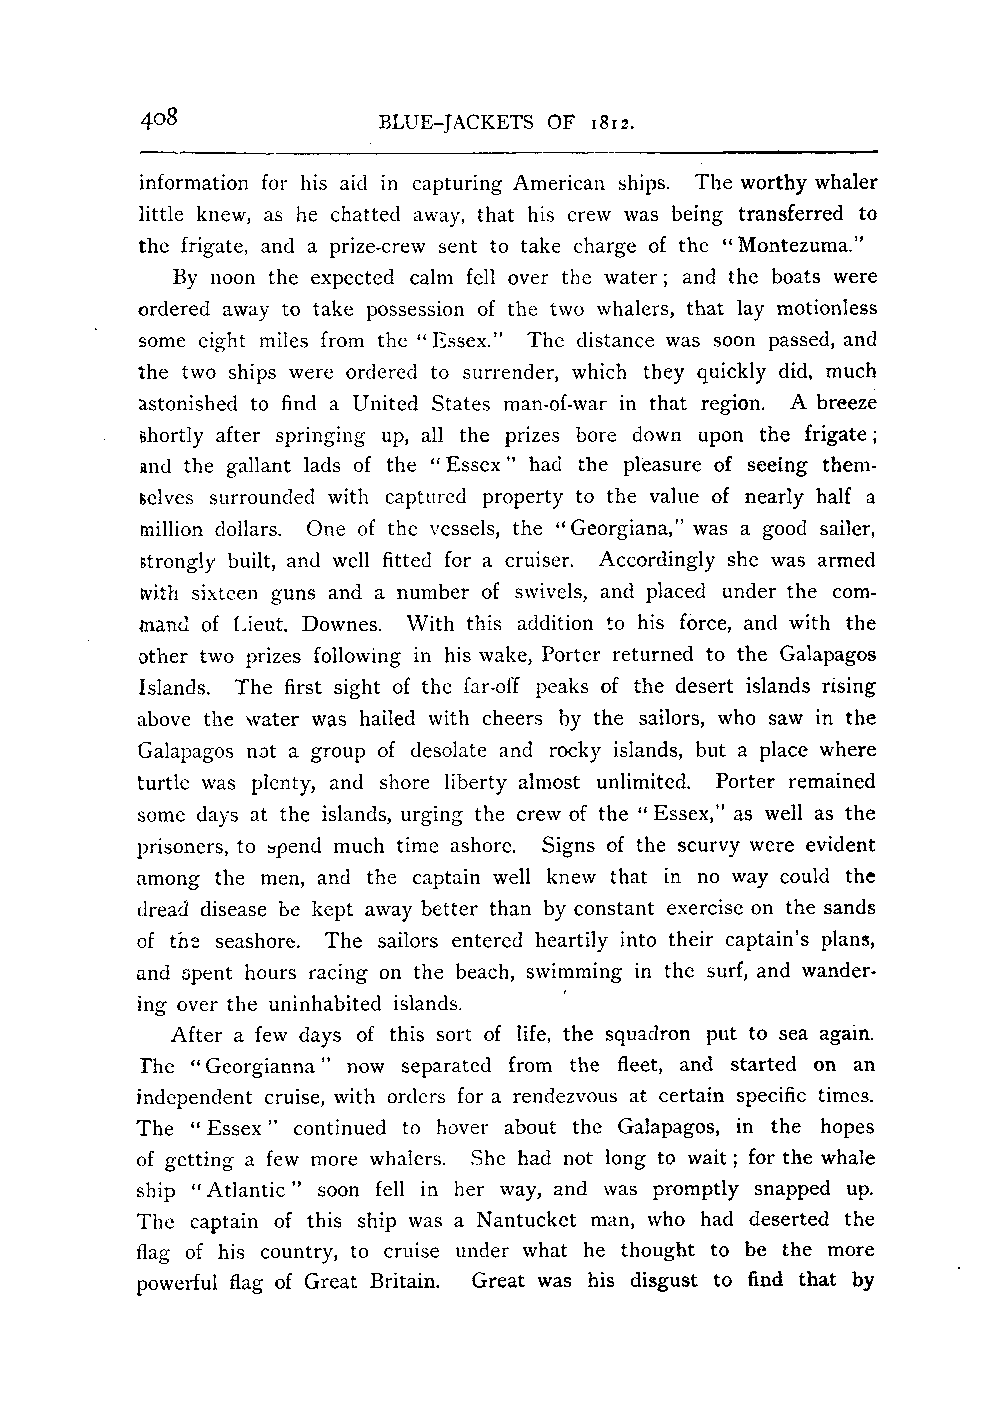 408 BLUE-JACKETS OF 1812.
information for his aid in capturing American ships. The worthy whaler
little knew, as he chatted away, that his crew was being transferred to
the frigate, and a prize-crew sent to take charge of the "Montezuma."
By noon the expected calm fell over the water; and the boats were
ordered away to take possession of the two whalers, that lay motionless
some eight miles from the "Essex." The distance was soon passed, and
the two ships were ordered to surrender, which they quickly did, much
astonished to find a United States man-of-war in that region. A breeze
shortly after springing up, all the prizes bore down upon the frigate;
and the gallant lads of the "Essex" had the pleasure of seeing them-
selves surrounded with captured property to the value of nearly half a
million dollars. One of the vessels, the "Georgiana," was a good sailer,
strongly built, and well fitted for a cruiser. Accordingly she was armed
with sixteen guns and a number of swivels, and placed under the com-
mand of Lieut. Downes. With this addition to his force, and with the
other two prizes following in his wake, Porter returned to the Galapagos
Islands. The first sight of the far-off peaks of the desert islands rising
above the water was hailed with cheers by the sailors, who saw in the
Galapagos not a group of desolate and rocky islands, but a place where
turtle was plenty, and shore liberty almost unlimited. Porter remained
some days at the islands, urging the crew of the "Essex," as well as the
prisoners, to spend much time ashore. Signs of the scurvy were evident
among the men, and the captain well knew that in no way could the
dread disease be kept away better than by constant exercise on the sands
of the seashore. The sailors entered heartily into their captain's plans,
and spent hours racing on the beach, swimming in the surf, and wander-
ing over the uninhabited islands.
After a few days of this sort of life, the squadron put to sea again.
The "Georgianna" now separated from the fleet, and started on an
independent cruise, with orders for a rendezvous at certain specific times.
The "Essex" continued to hover about the Galapagos, in the hopes
of getting a few more whalers. She had not long to wait; for the whale
ship "Atlantic" soon fell in her way, and was promptly snapped up.
The captain of this ship was a Nantucket man, who had deserted the
flag of his country, to cruise under what he thought to be the more
powerful flag of Great Britain. Great was his disgust to find that by